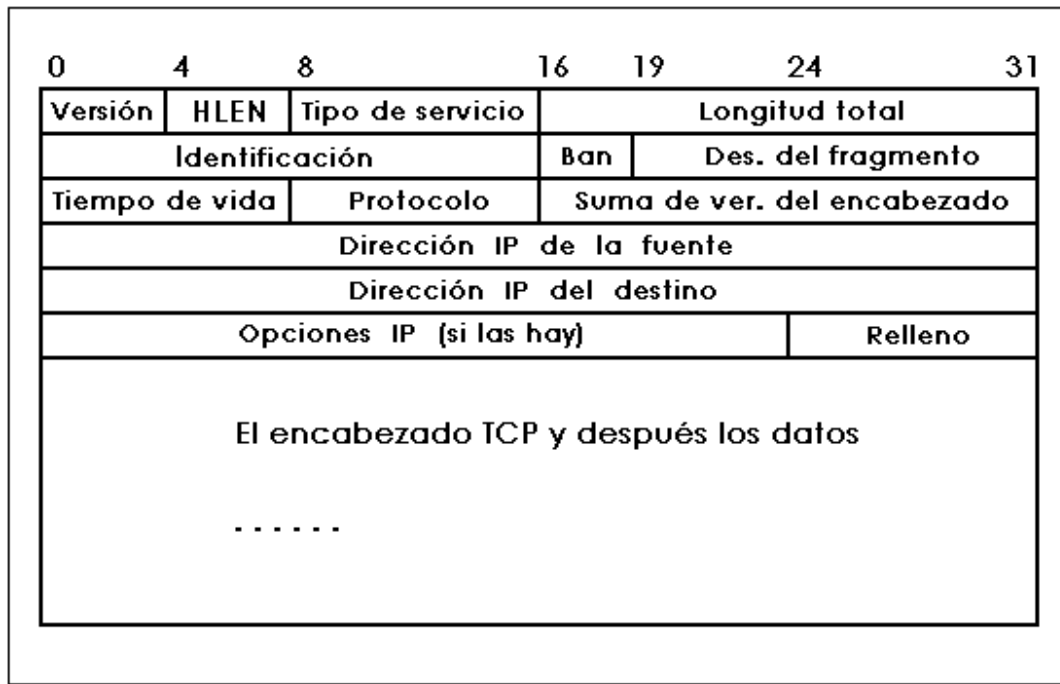 0 4 8 16 19 24 31
Versión HLEN Tipo de servicio Longitud total
Identificación Ban Des. del fragmento
Tiempo de vida Protocolo Suma de ver. del encabezado
Dirección IP de la fuente
Dirección IP del destino
Opciones IP (si las hay) Relleno
El encabezado TCP y después los datos
- - - - - -